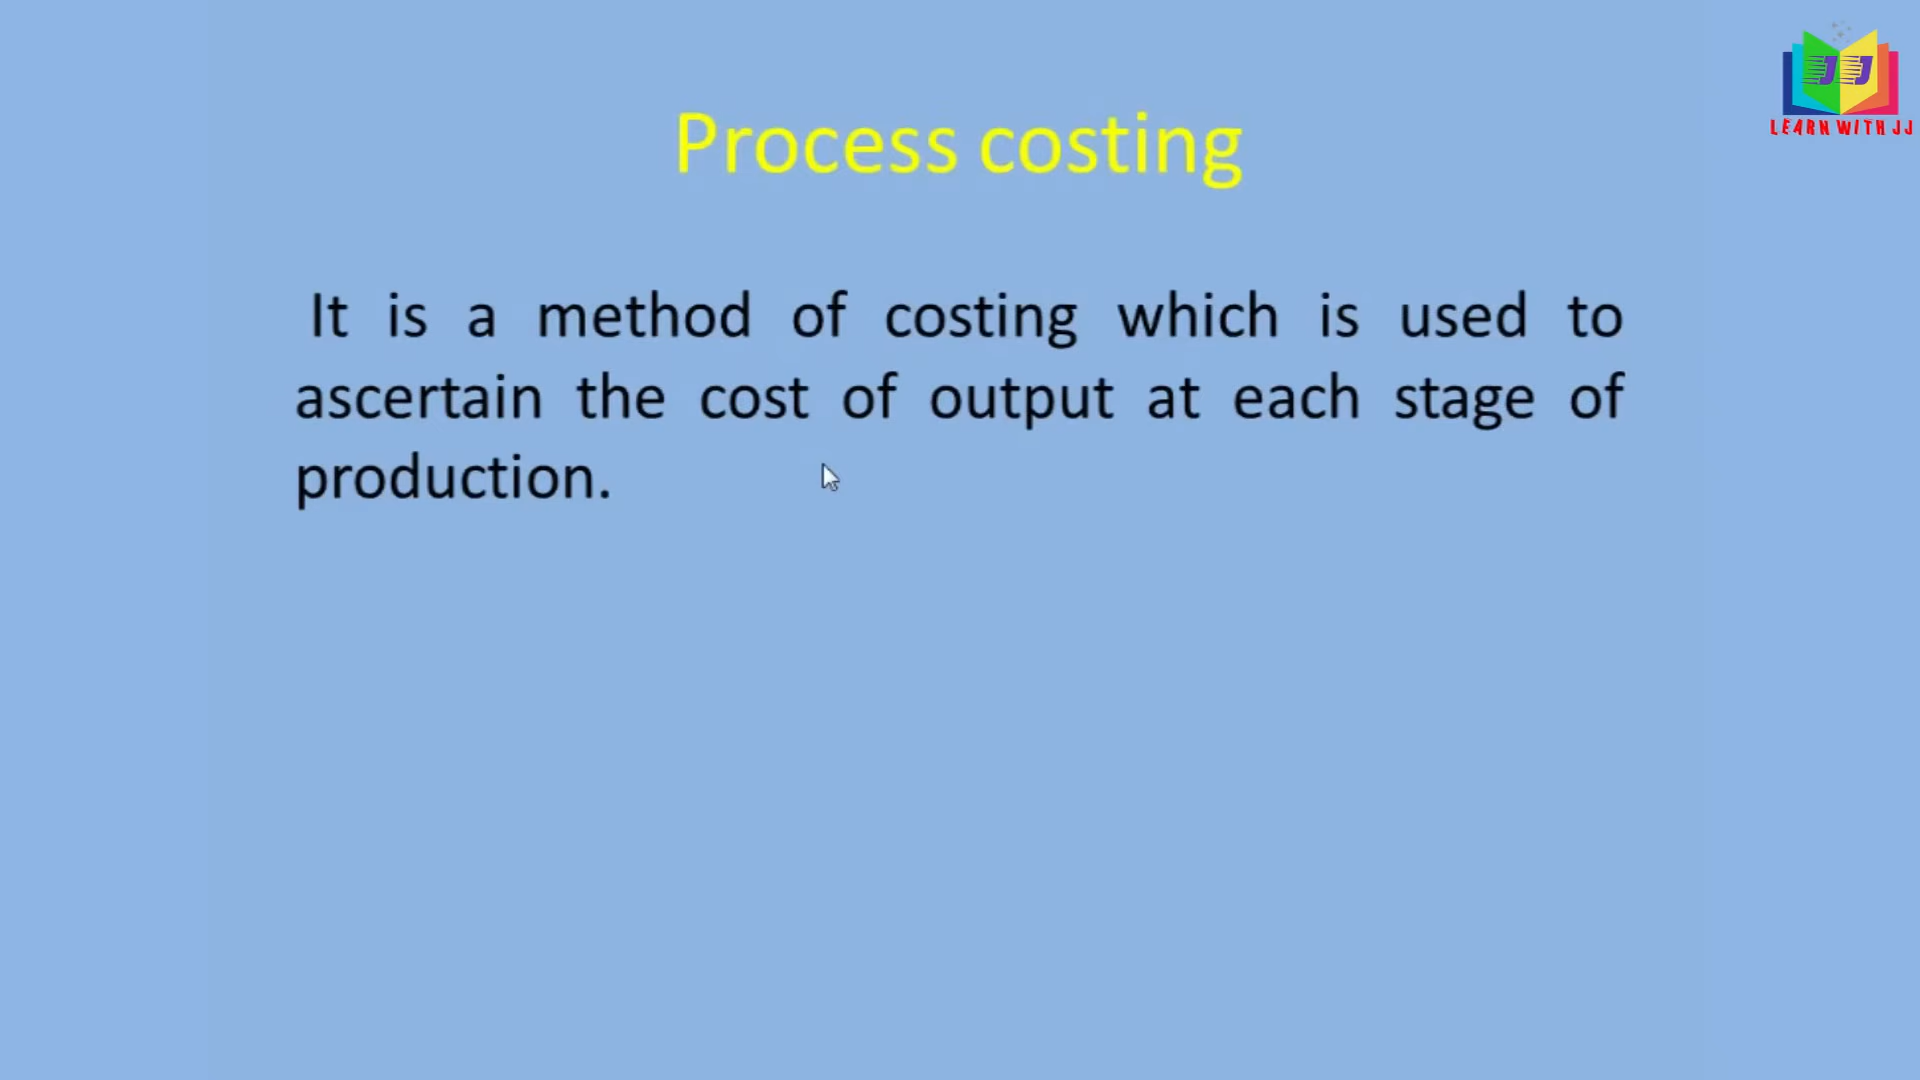 Process costing
It is a method of costing which is used to
ascertain the cost of output at each stage of
production.
JJ
LEARN WITH JJ